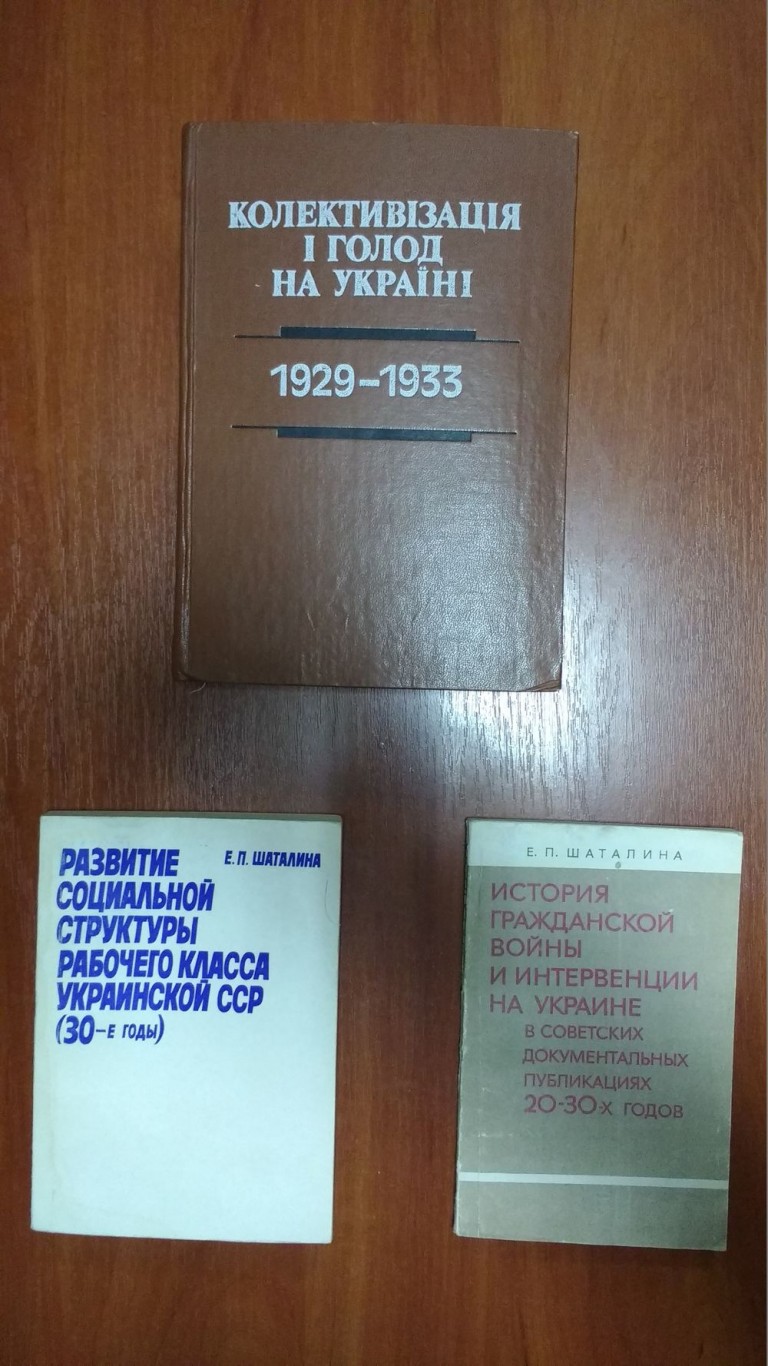 КОЛЕКТИВІЗАЦІЯ
І ГОЛОД
НА УКРАЇНІ
1929–1933
РАЗВИТИЕ Е.П. ШАТАЛИНА
СОЦИАЛЬНОЙ
СТРУКТУРЫ
РАБОЧЕГО КЛАССА
УКРАИНСКОЙ ССР
(30–Е ГОДЫ)
Е. П. ШАТАЛИНА
ИСТОРИЯ
ГРАЖДАНСКОЙ
ВОЙНЫ
И ИНТЕРВЕНЦИИ
НА УКРАИНЕ
В СОВЕТСКИХ
ДОКУМЕНТАЛЬНЫХ
ПУБЛИКАЦИЯХ
20-30-Х ГОДОВ